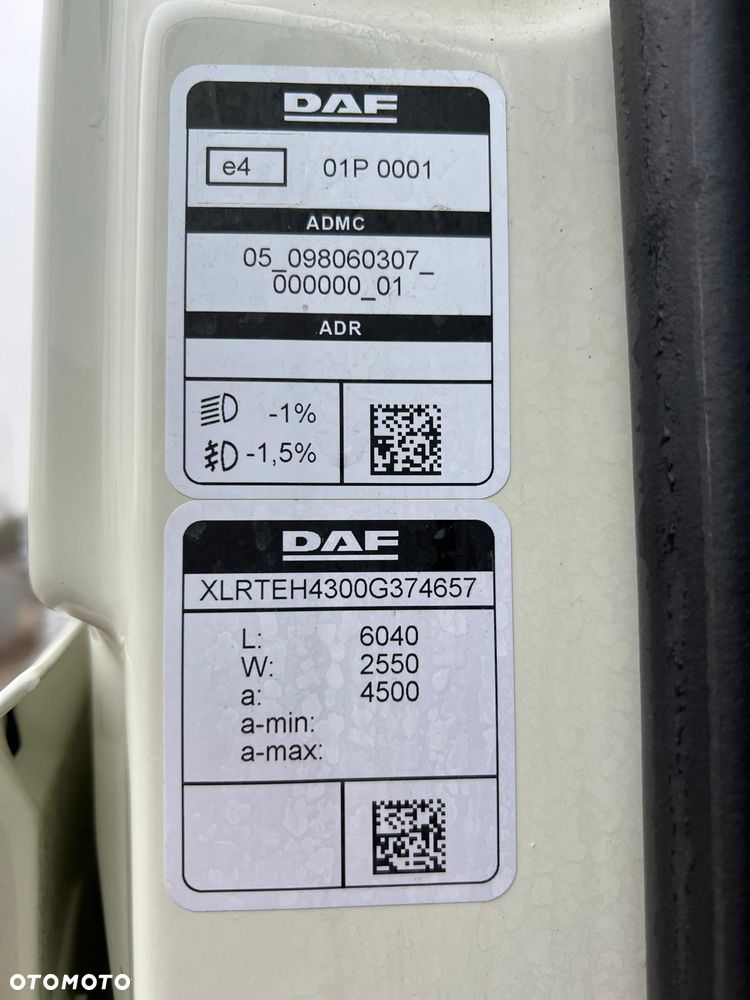 DAF
e4 01P 0001
ADMC
05_098060307_
000000_01
ADR
-1%
-1,5%
DAF
XLRTEH4300G374657
L: 6040
W: 2550
a: 4500
a-min:
a-max:
OTOMOTO